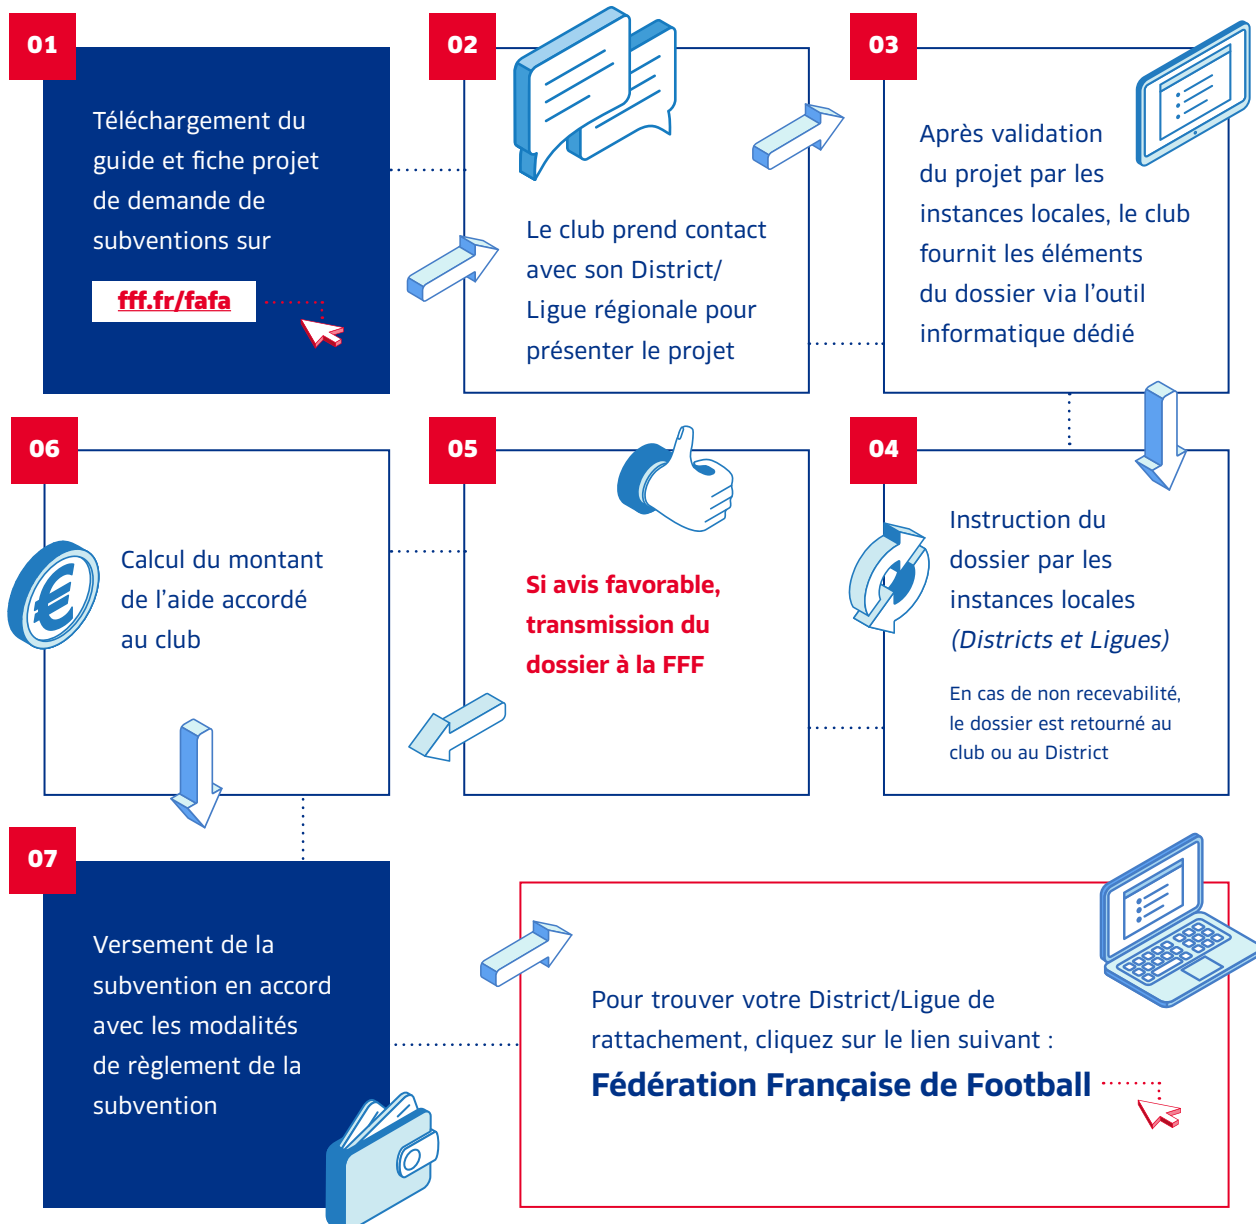 01
Téléchargement du
guide et fiche projet
de demande de
subventions sur
fff.fr/fafa
02
Le club prend contact
avec son District/
Ligue régionale pour
présenter le projet
03
Après validation
du projet par les
instances locales, le club
fournit les éléments
du dossier via l’outil
informatique dédié
04
Instruction du
dossier par les
instances locales
(Districts et Ligues)
En cas de non recevabilité,
le dossier est retourné au
club ou au District
05
Si avis favorable,
transmission du
dossier à la FFF
06
Calcul du montant
de l’aide accordé
au club
07
Versement de la
subvention en accord
avec les modalités
de règlement de la
subvention
Pour trouver votre District/Ligue de
rattachement, cliquez sur le lien suivant :
Fédération Française de Football